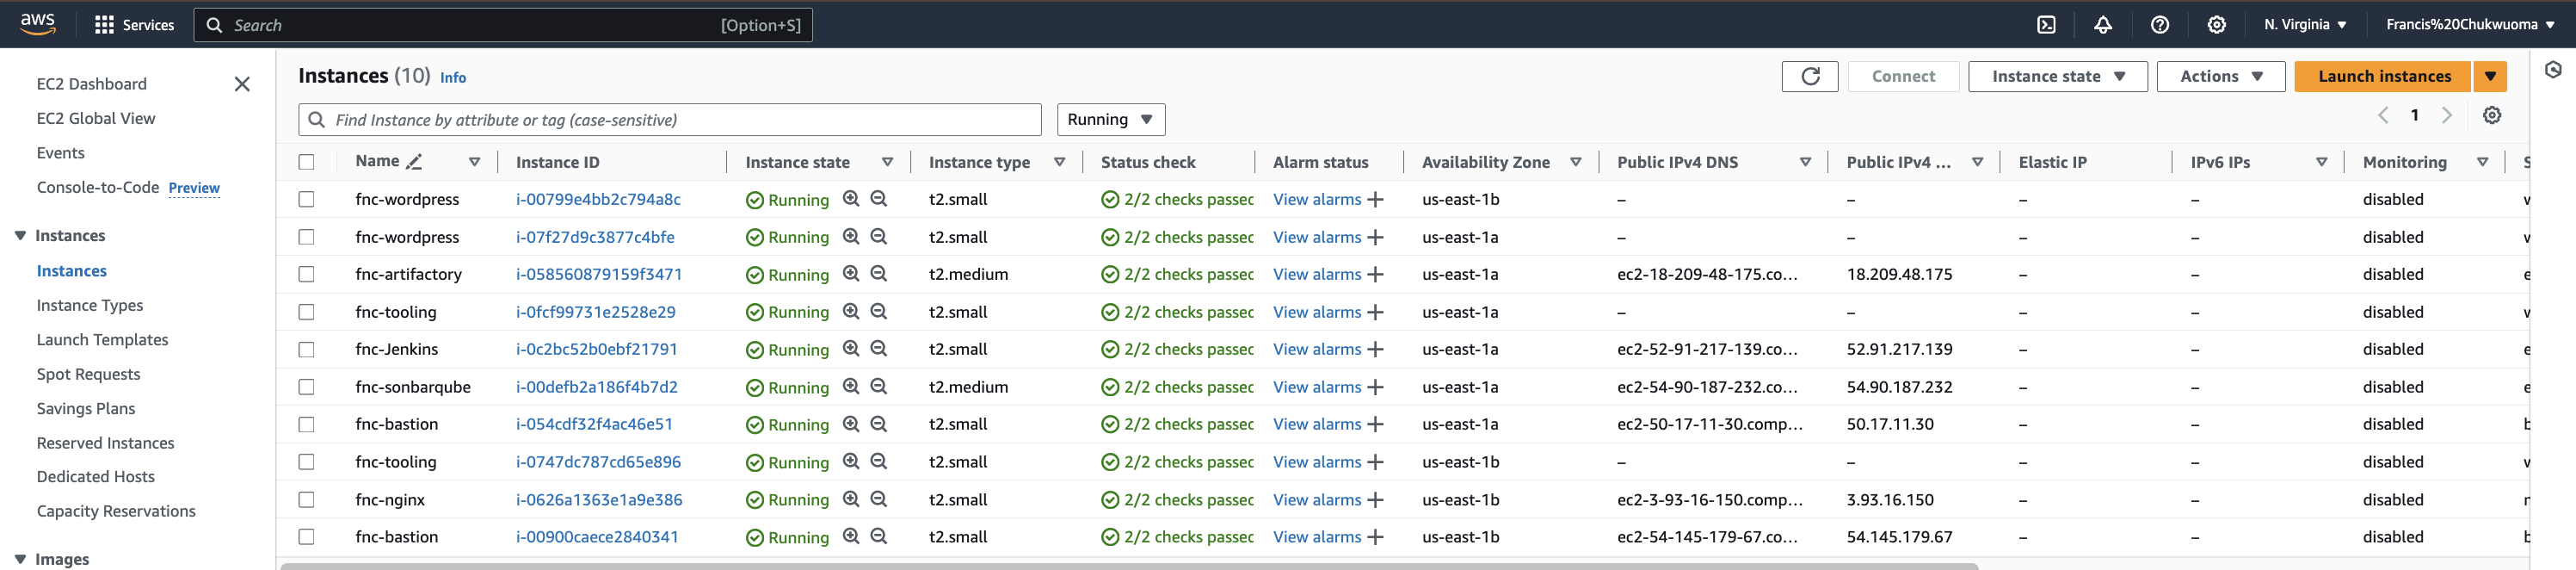 aws Services Search [Option+S] N. Virginia Francis%20Chukwuoma
EC2 Dashboard
EC2 Global View
Events
Console-to-Code Preview
Instances
Instances
Instance Types
Launch Templates
Spot Requests
Savings Plans
Reserved Instances
Dedicated Hosts
Capacity Reservations
Images
Instances (10) Info Connect Instance state Actions Launch instances
Find Instance by attribute or tag (case-sensitive) Running 1
Name Instance ID Instance state Instance type Status check Alarm status Availability Zone Public IPv4 DNS Public IPv4 ... Elastic IP IPv6 IPs Monitoring
fnc-wordpress i-00799e4bb2c794a8c Running t2.small 2/2 checks passec View alarms + us-east-1b – – – – disabled
fnc-wordpress i-07f27d9c3877c4bfe Running t2.small 2/2 checks passec View alarms + us-east-1a – – – – disabled
fnc-artifactory i-058560879159f3471 Running t2.medium 2/2 checks passec View alarms + us-east-1a ec2-18-209-48-175.co... 18.209.48.175 – – disabled
fnc-tooling i-0fcf99731e2528e29 Running t2.small 2/2 checks passec View alarms + us-east-1a – – – – disabled
fnc-Jenkins i-0c2bc52b0ebf21791 Running t2.small 2/2 checks passec View alarms + us-east-1a ec2-52-91-217-139.co... 52.91.217.139 – – disabled
fnc-sonbarqube i-00defb2a186f4b7d2 Running t2.medium 2/2 checks passec View alarms + us-east-1a ec2-54-90-187-232.co... 54.90.187.232 – – disabled
fnc-bastion i-054cdf32f4ac46e51 Running t2.small 2/2 checks passec View alarms + us-east-1a ec2-50-17-11-30.comp... 50.17.11.30 – – disabled
fnc-tooling i-0747dc787cd65e896 Running t2.small 2/2 checks passec View alarms + us-east-1b – – – – disabled
fnc-nginx i-0626a1363e1a9e386 Running t2.small 2/2 checks passec View alarms + us-east-1b ec2-3-93-16-150.comp... 3.93.16.150 – – disabled
fnc-bastion i-00900caece2840341 Running t2.small 2/2 checks passec View alarms + us-east-1b ec2-54-145-179-67.co... 54.145.179.67 – – disabled